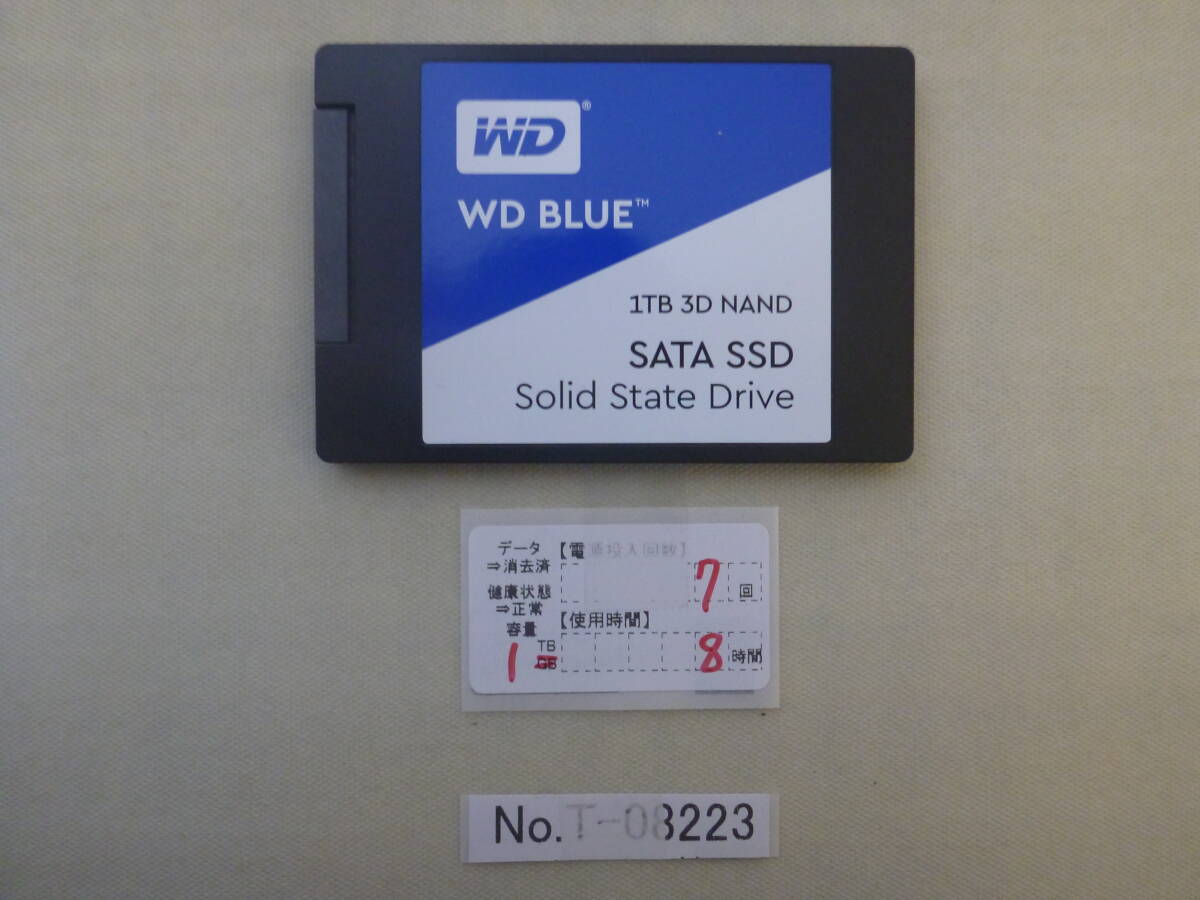 WD®
WD BLUE™
1TB 3D NAND
SATA SSD
Solid State Drive
データ
⇒消去済
健康状態
⇒正常
容量
1 TB
GB
【電源投入回数】
7 回
【使用時間】
8 時間
No.T-08223